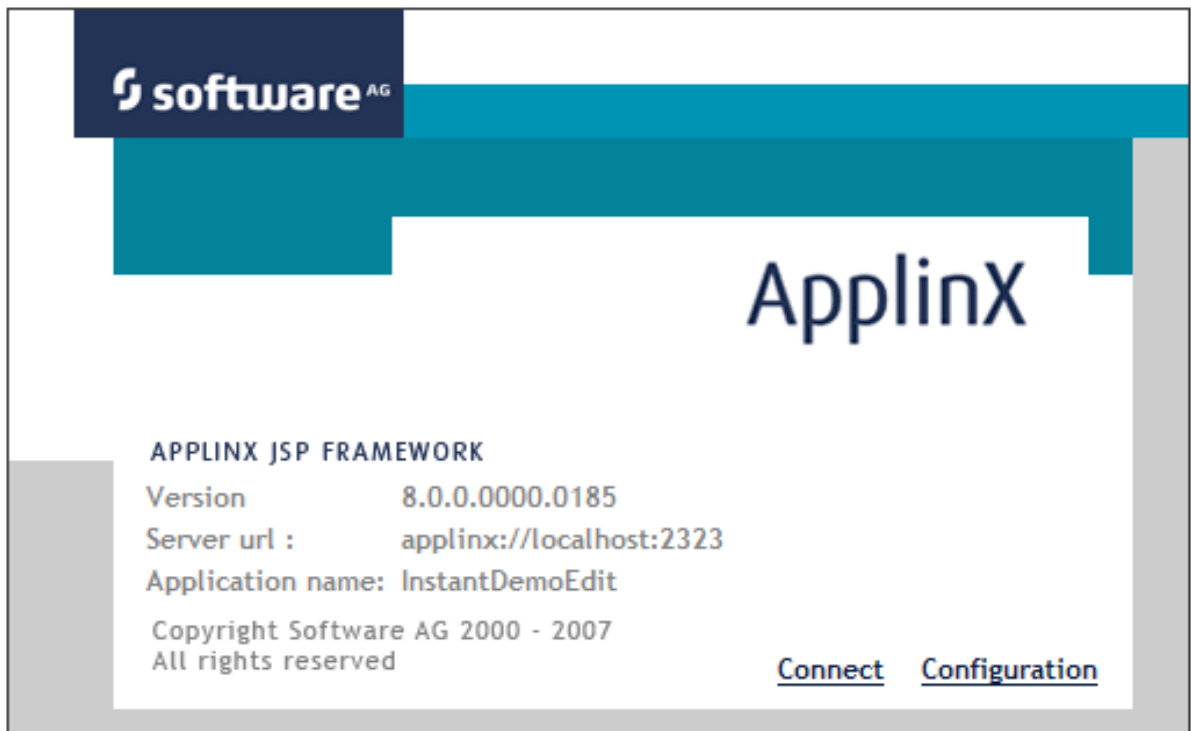 software AG
ApplinX
APPLINX JSP FRAMEWORK
Version 8.0.0.0000.0185
Server url : applinx://localhost:2323
Application name: InstantDemoEdit
Copyright Software AG 2000 - 2007
All rights reserved
Connect Configuration